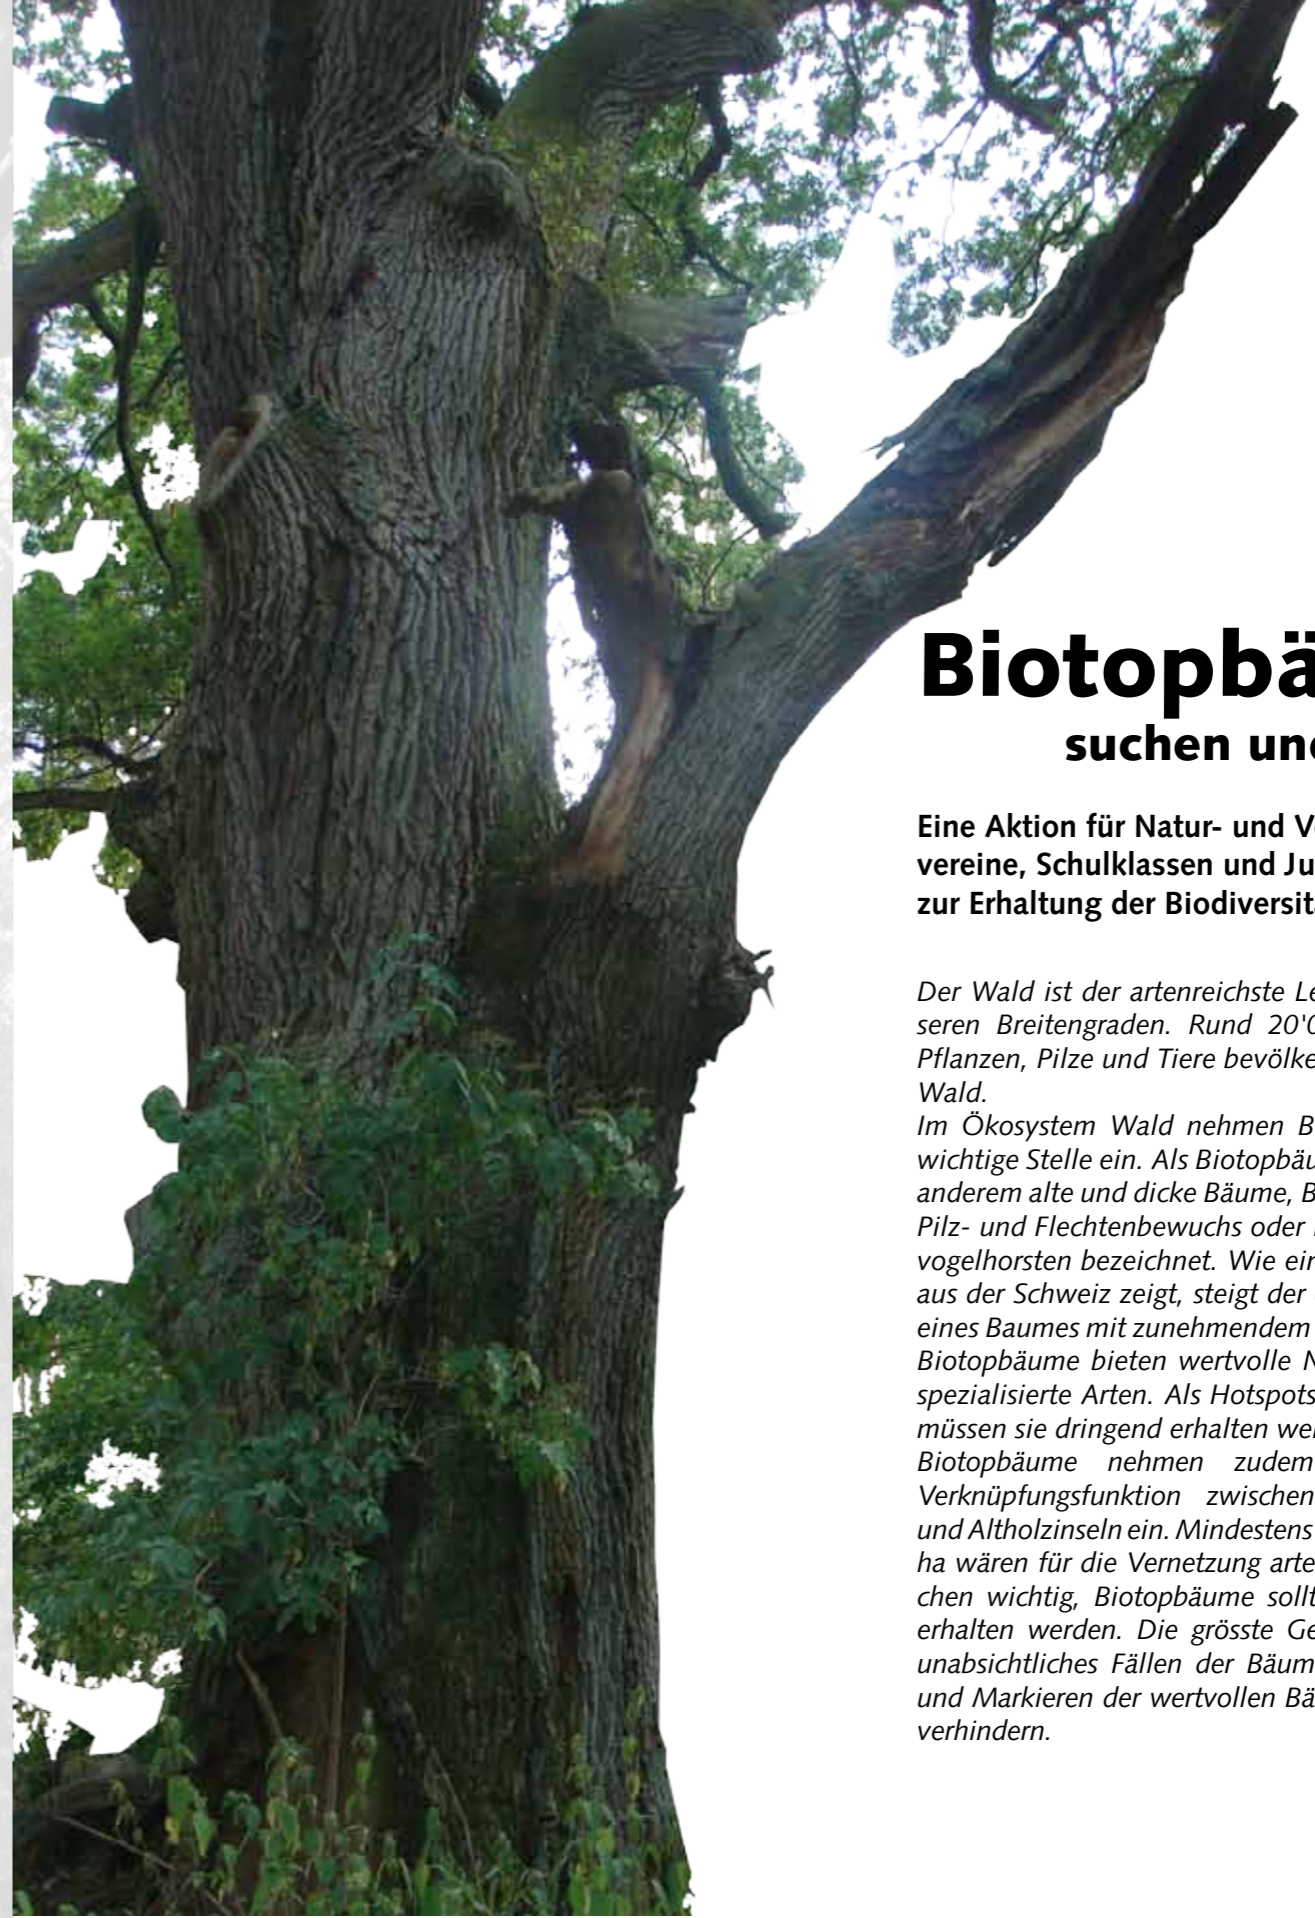 Biotopbä
suchen und
Eine Aktion für Natur- und V
vereine, Schulklassen und Ju
zur Erhaltung der Biodiversit
Der Wald ist der artenreichste Le
seren Breitengraden. Rund 20'0
Pflanzen, Pilze und Tiere bevölke
Wald.
Im Ökosystem Wald nehmen B
wichtige Stelle ein. Als Biotopbäu
anderem alte und dicke Bäume, B
Pilz- und Flechtenbewuchs oder
vogelhorsten bezeichnet. Wie ein
aus der Schweiz zeigt, steigt der
eines Baumes mit zunehmendem
Biotopbäume bieten wertvolle N
spezialisierte Arten. Als Hotspots
müssen sie dringend erhalten wer
Biotopbäume nehmen zudem
Verknüpfungsfunktion zwischen
und Altholzinseln ein. Mindestens
ha wären für die Vernetzung arte
chen wichtig, Biotopbäume sollt
erhalten werden. Die grösste Ge
unabsichtliches Fällen der Bäum
und Markieren der wertvollen Bä
verhindern.